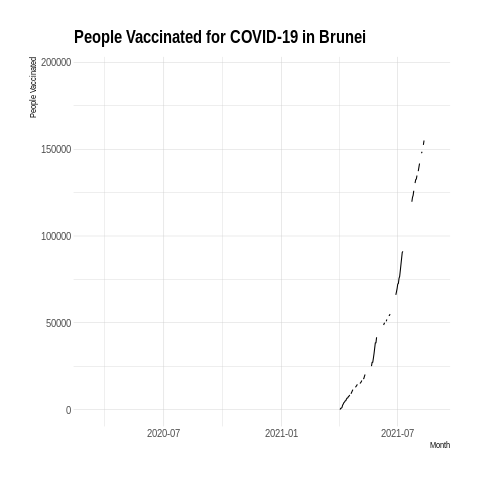 People Vaccinated for COVID-19 in Brunei
People Vaccinated
200000
150000
100000
50000
0
2020-07 2021-01 2021-07
Month